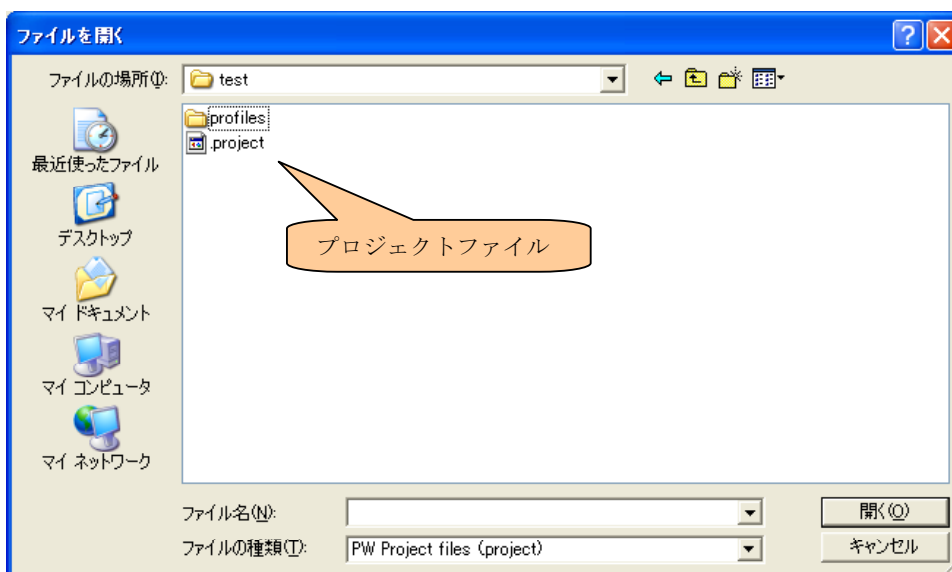 ファイルを開く
ファイルの場所(I):
test
profiles
.project
最近使ったファイル
デスクトップ
マイ ドキュメント
マイ コンピュータ
マイ ネットワーク
プロジェクトファイル
ファイル名(N):
開く(O)
ファイルの種類(T):
PW Project files (project)
キャンセル